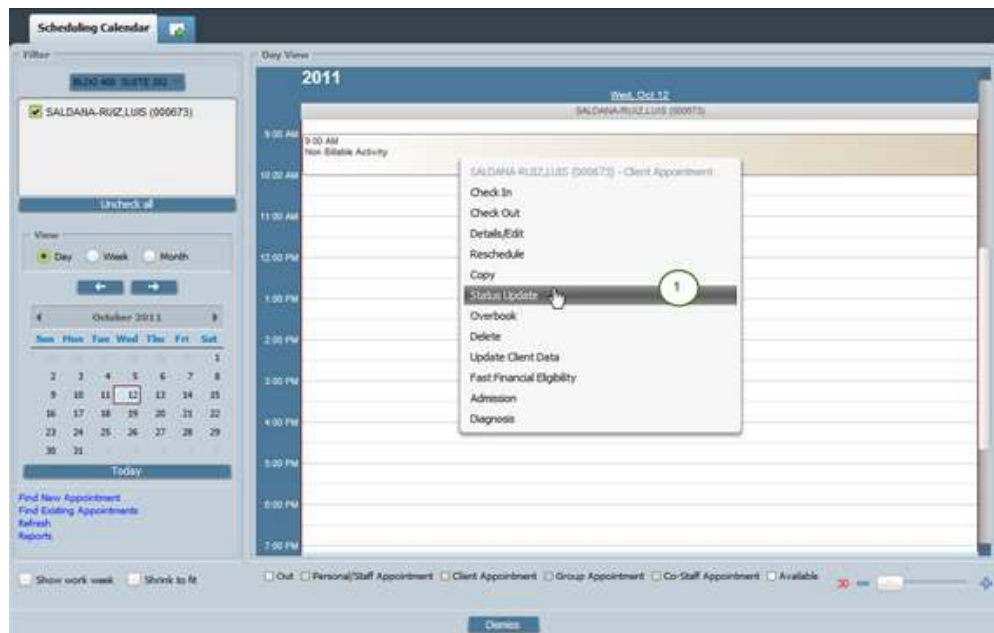 Scheduling Calendar
Filter
SALDANA-RUIZ,LUIS (000673)
Uncheck all
View
Day Week Month
October 2011
Sun Mon Tue Wed Thu Fri Sat
1
2 3 4 5 6 7 8
9 10 11 12 13 14 15
16 17 18 19 20 21 22
23 24 25 26 27 28 29
30 31
Today
Find New Appointment
Find Existing Appointments
Refresh
Reports
Show work week Shrink to fit
Day View
2011
Wed, Oct 12
SALDANA-RUIZ,LUIS (000673)
9:00 AM
9:00 AM
Non Billable Activity
10:00 AM
11:00 AM
12:00 PM
1:00 PM
2:00 PM
3:00 PM
4:00 PM
5:00 PM
6:00 PM
7:00 PM
SALDANA-RUIZ,LUIS (000673) - Client Appointment
Check In
Check Out
Details/Edit
Reschedule
Copy
Status Update
1
Overbook
Delete
Update Client Data
Fast Financial Eligibility
Admission
Diagnosis
Out Personal/Staff Appointment Client Appointment Group Appointment Co-Staff Appointment Available
30
Dismiss